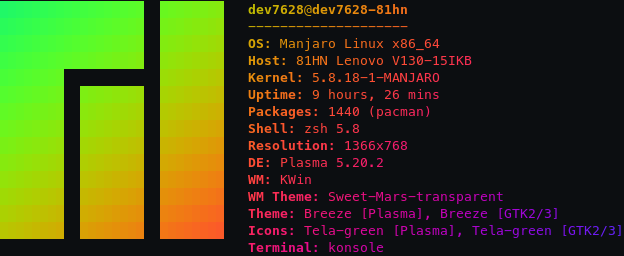 dev7628@dev7628-81hn
--------------------
OS: Manjaro Linux x86_64
Host: 81HN Lenovo V130-15IKB
Kernel: 5.8.18-1-MANJARO
Uptime: 9 hours, 26 mins
Packages: 1440 (pacman)
Shell: zsh 5.8
Resolution: 1366x768
DE: Plasma 5.20.2
WM: KWin
WM Theme: Sweet-Mars-transparent
Theme: Breeze [Plasma], Breeze [GTK2/3]
Icons: Tela-green [Plasma], Tela-green [GTK2/3]
Terminal: konsole